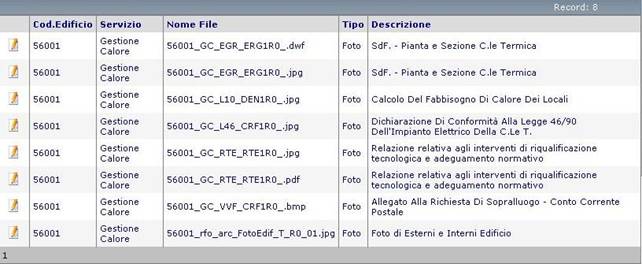 Record: 8
Cod.Edificio Servizio Nome File Tipo Descrizione
56001 Gestione Calore 56001_GC_EGR_ERG1R0_.dwf Foto SdF. - Pianta e Sezione C.le Termica
56001 Gestione Calore 56001_GC_EGR_ERG1R0_.jpg Foto SdF. - Pianta e Sezione C.le Termica
56001 Gestione Calore 56001_GC_L10_DEN1R0_.jpg Foto Calcolo Del Fabbisogno Di Calore Dei Locali
56001 Gestione Calore 56001_GC_L46_CRF1R0_.jpg Foto Dichiarazione Di Conformità Alla Legge 46/90
Dell'Impianto Elettrico Della C.Le T.
56001 Gestione Calore 56001_GC_RTE_RTE1R0_.jpg Foto Relazione relativa agli interventi di riqualificazione
tecnologica e adeguamento normativo
56001 Gestione Calore 56001_GC_RTE_RTE1R0_.pdf Foto Relazione relativa agli interventi di riqualificazione
tecnologica e adeguamento normativo
56001 Gestione Calore 56001_GC_VVF_CRF1R0_.bmp Foto Allegato Alla Richiesta Di Sopralluogo - Conto Corrente
Postale
56001 Gestione Calore 56001_rfo_arc_FotoEdif_T_R0_01.jpg Foto Foto di Esterni e Interni Edificio
1